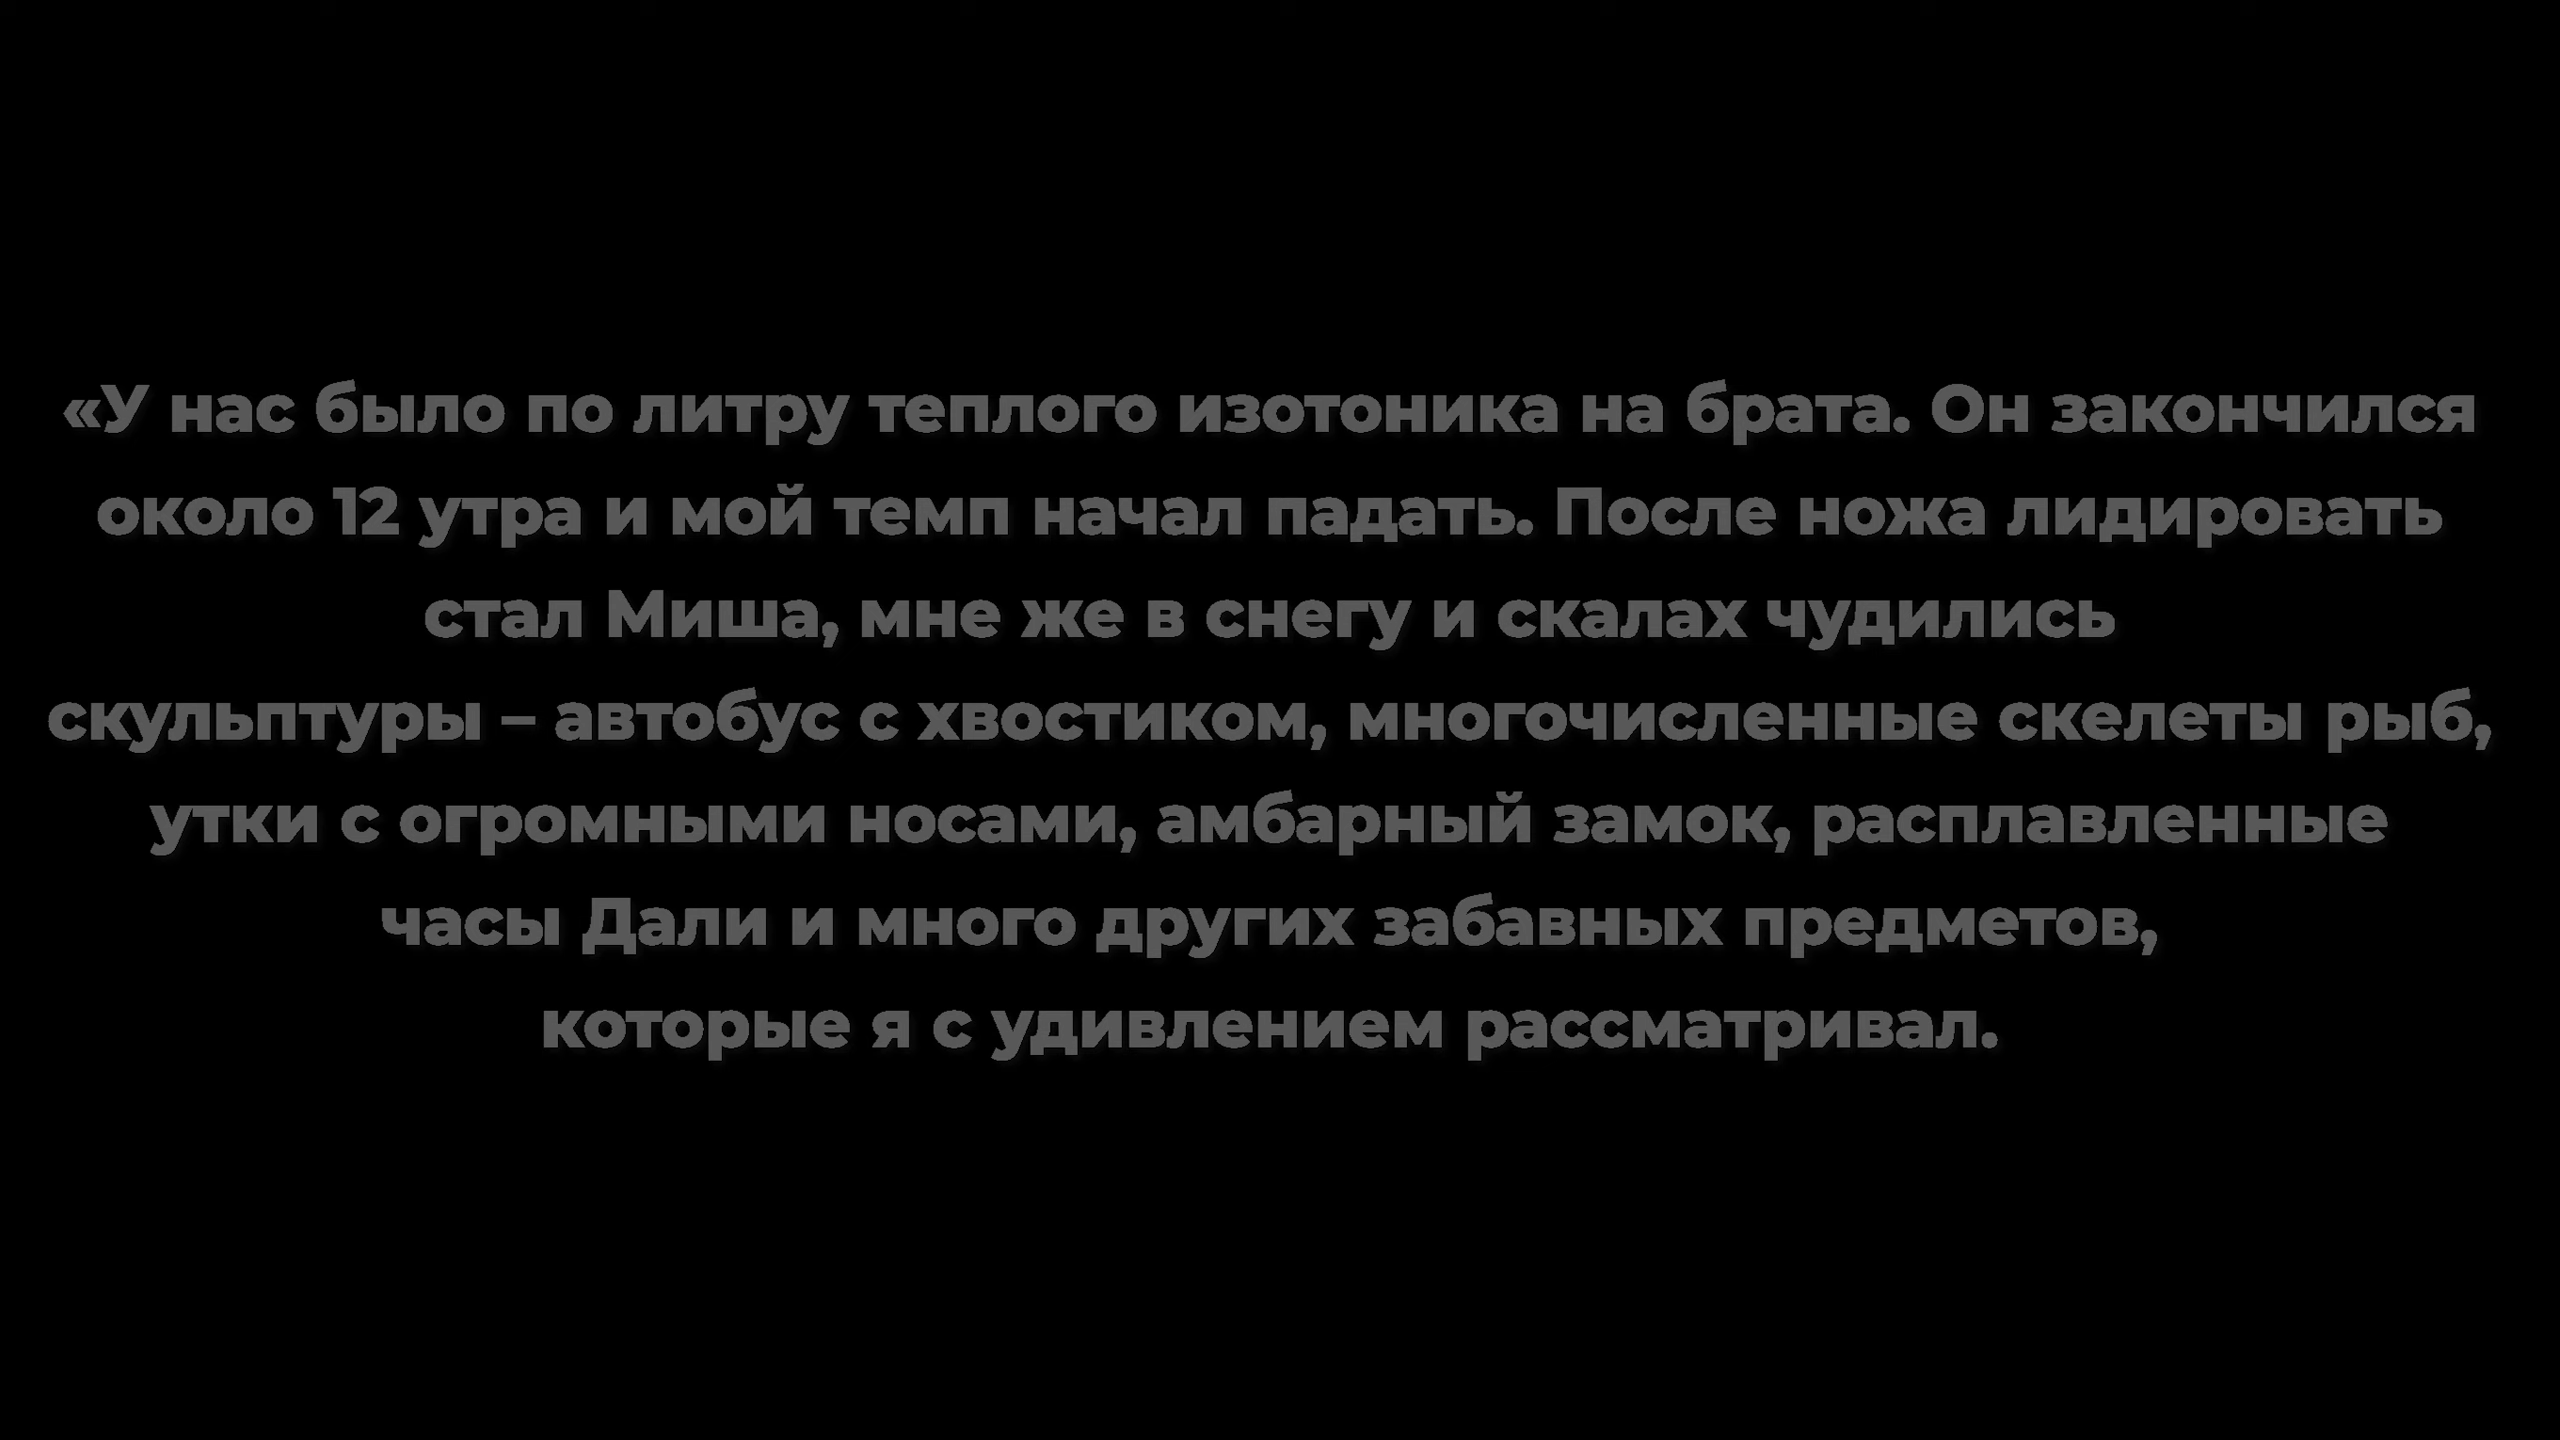 «У нас было по литру теплого изотоника на брата. Он закончился
около 12 утра и мой темп начал падать. После ножа лидировать
стал Миша, мне же в снегу и скалах чудились
скульптуры – автобус с хвостиком, многочисленные скелеты рыб,
утки с огромными носами, амбарный замок, расплавленные
часы Дали и много других забавных предметов,
которые я с удивлением рассматривал.